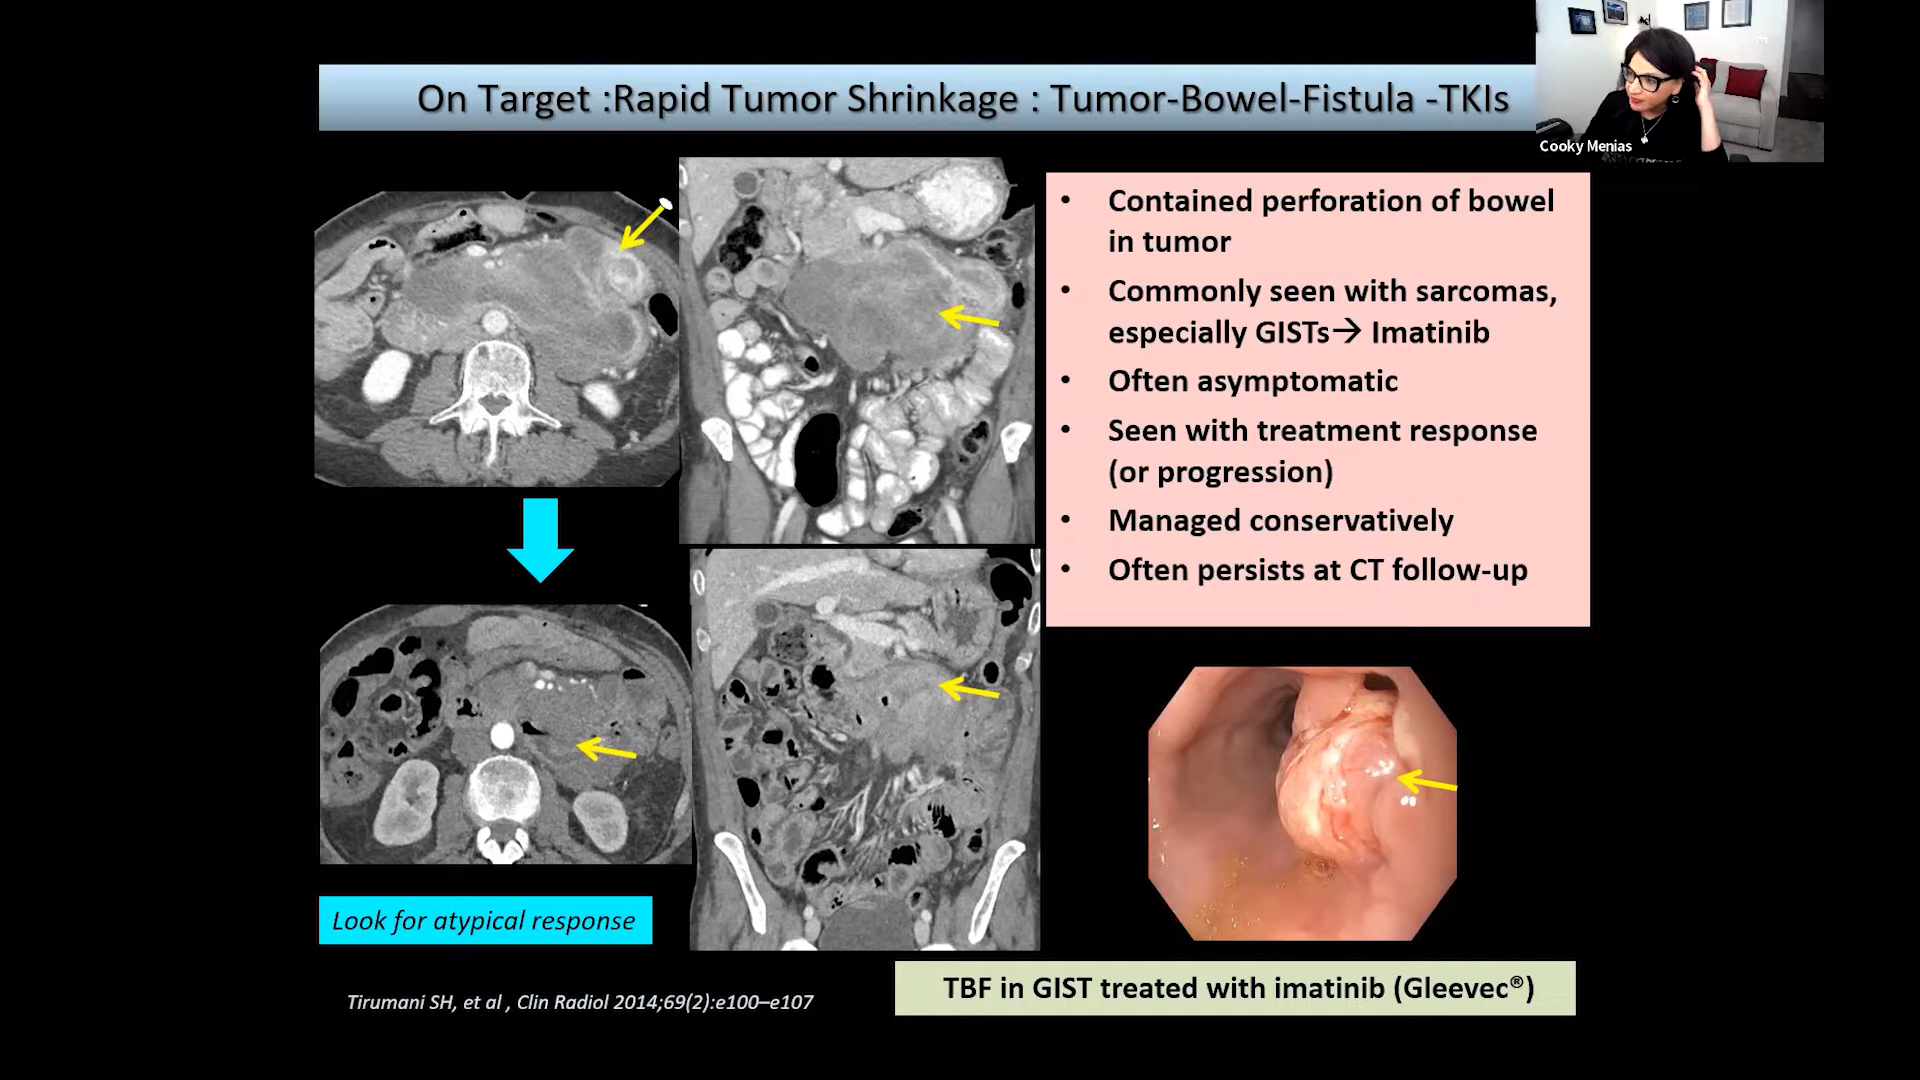 On Target :Rapid Tumor Shrinkage : Tumor-Bowel-Fistula -TKIs
Cooky Menias
• Contained perforation of bowel
in tumor
• Commonly seen with sarcomas,
especially GISTs→ Imatinib
• Often asymptomatic
• Seen with treatment response
(or progression)
• Managed conservatively
• Often persists at CT follow-up
Look for atypical response
Tirumani SH, et al , Clin Radiol 2014;69(2):e100–e107
TBF in GIST treated with imatinib (Gleevec®)